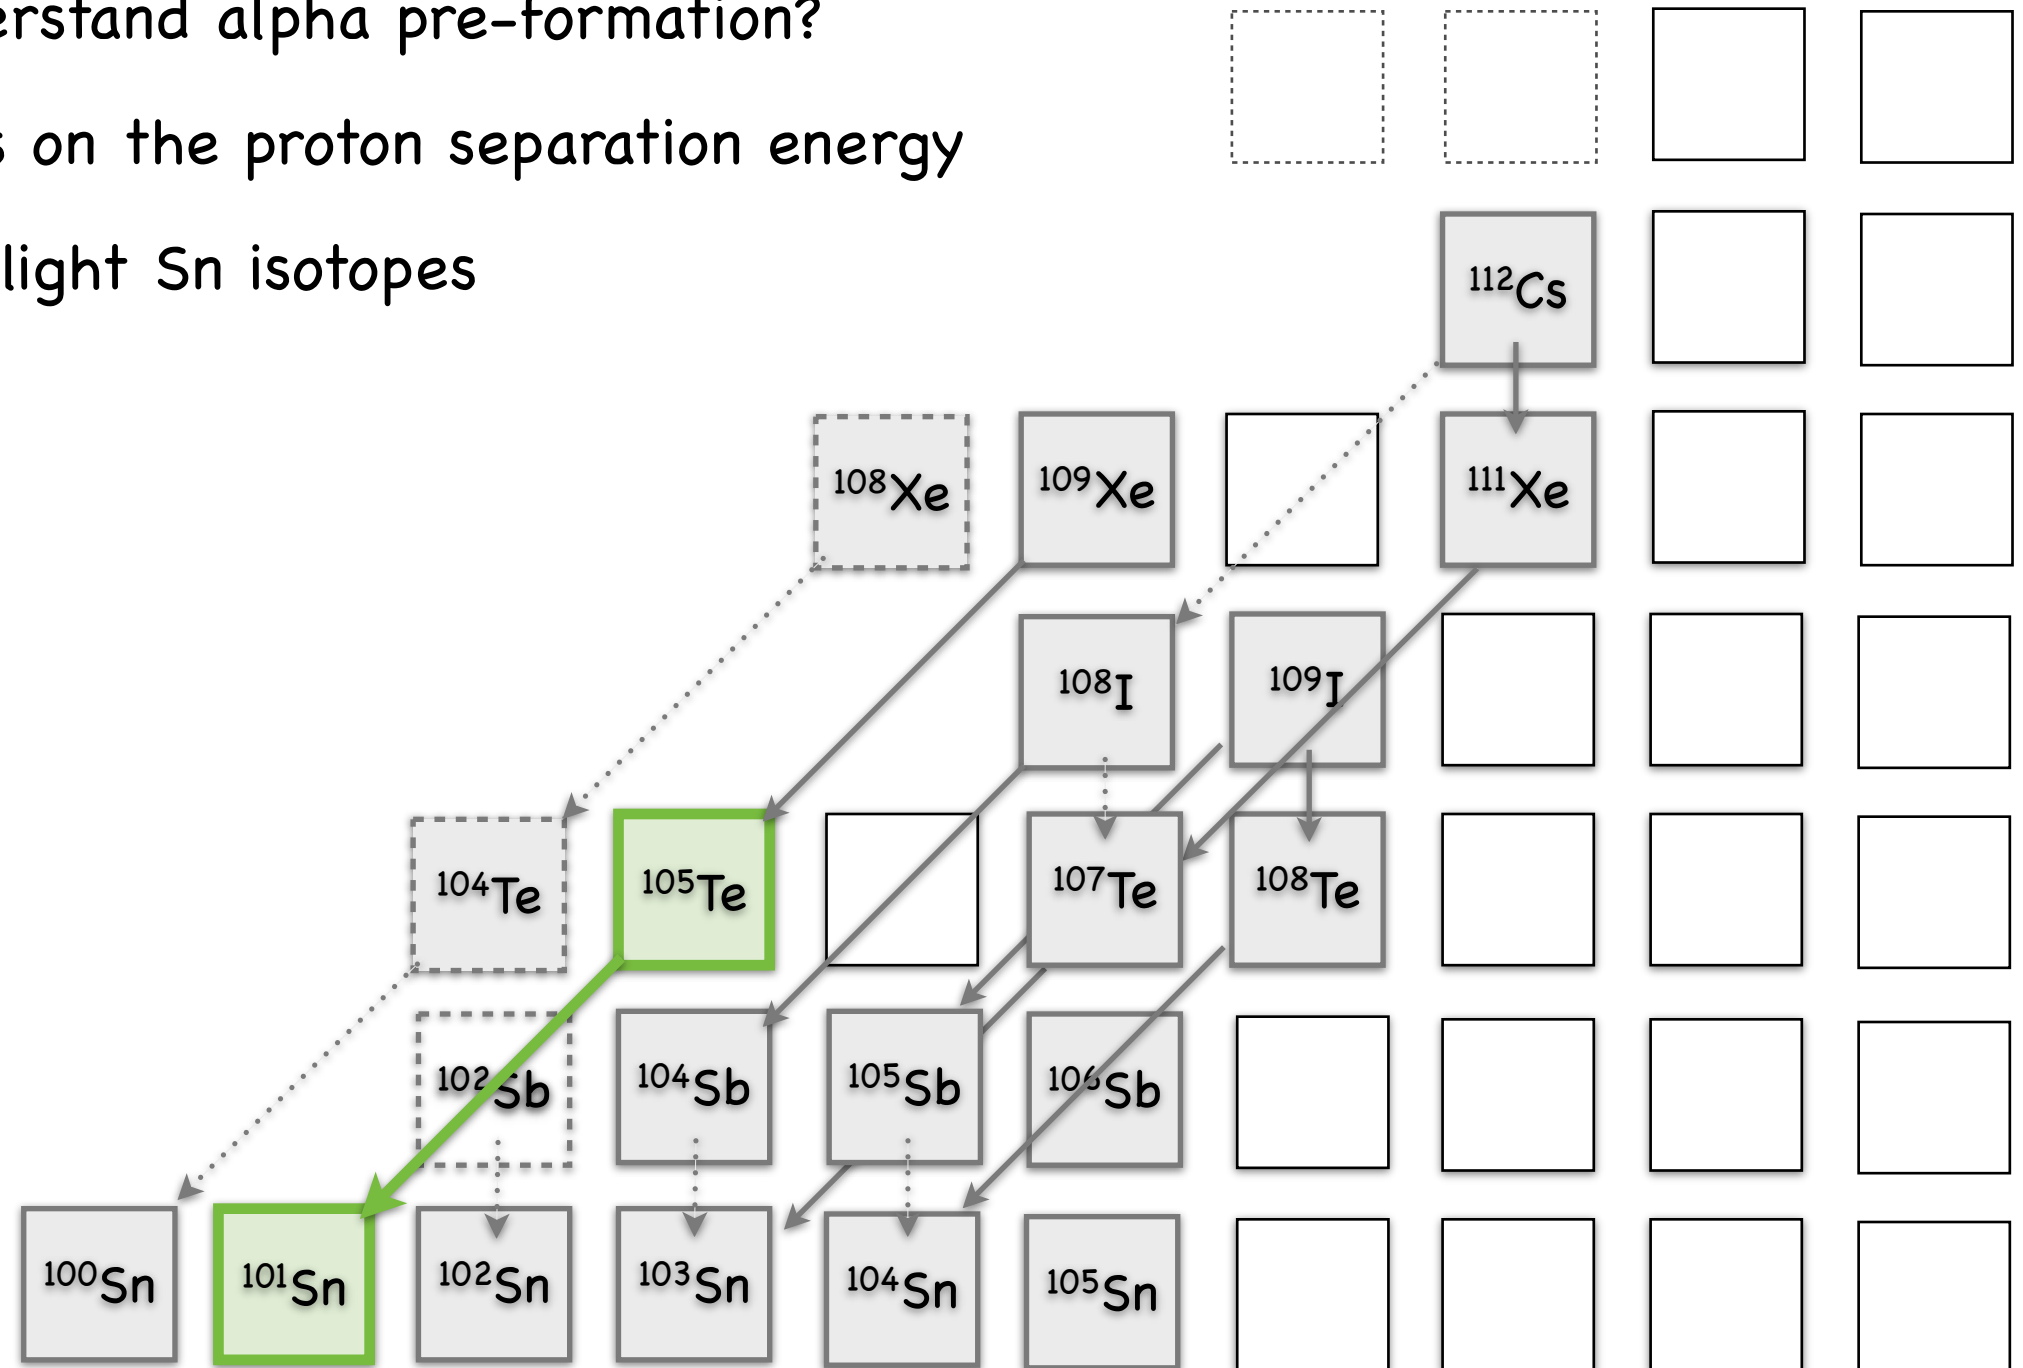 erstand alpha pre-formation?
s on the proton separation energy
light Sn isotopes
¹¹²Cs
¹⁰⁸Xe ¹⁰⁹Xe ¹¹¹Xe
¹⁰⁸I ¹⁰⁹I
¹⁰⁴Te ¹⁰⁵Te ¹⁰⁷Te ¹⁰⁸Te
¹⁰²Sb ¹⁰⁴Sb ¹⁰⁵Sb ¹⁰⁶Sb
¹⁰⁰Sn ¹⁰¹Sn ¹⁰²Sn ¹⁰³Sn ¹⁰⁴Sn ¹⁰⁵Sn